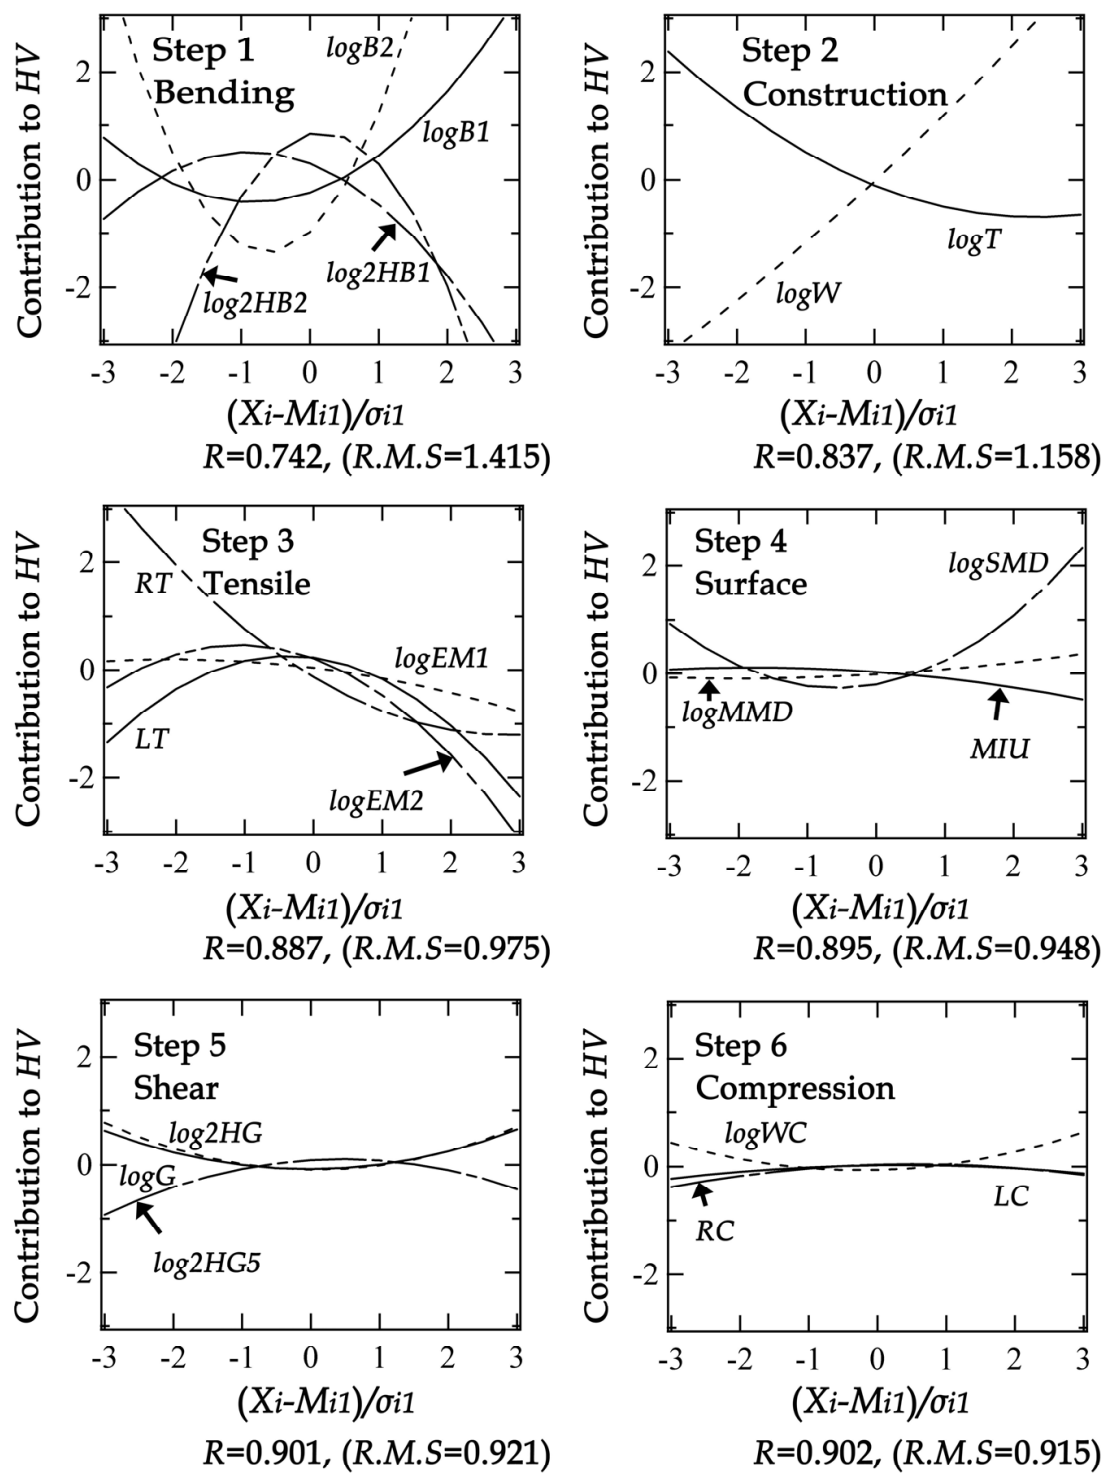 Contribution to HV
Step 1
Bending
logB2
logB1
log2HB1
log2HB2
2
0
-2
-3 -2 -1 0 1 2 3
(Xi-Mi1)/σi1
R=0.742, (R.M.S=1.415)
Contribution to HV
Step 2
Construction
logT
logW
2
0
-2
-3 -2 -1 0 1 2 3
(Xi-Mi1)/σi1
R=0.837, (R.M.S=1.158)
Contribution to HV
Step 3
Tensile
RT
logEM1
LT
logEM2
2
0
-2
-3 -2 -1 0 1 2 3
(Xi-Mi1)/σi1
R=0.887, (R.M.S=0.975)
Contribution to HV
Step 4
Surface
logSMD
logMMD
MIU
2
0
-2
-3 -2 -1 0 1 2 3
(Xi-Mi1)/σi1
R=0.895, (R.M.S=0.948)
Contribution to HV
Step 5
Shear
log2HG
logG
log2HG5
2
0
-2
-3 -2 -1 0 1 2 3
(Xi-Mi1)/σi1
R=0.901, (R.M.S=0.921)
Contribution to HV
Step 6
Compression
logWC
LC
RC
2
0
-2
-3 -2 -1 0 1 2 3
(Xi-Mi1)/σi1
R=0.902, (R.M.S=0.915)